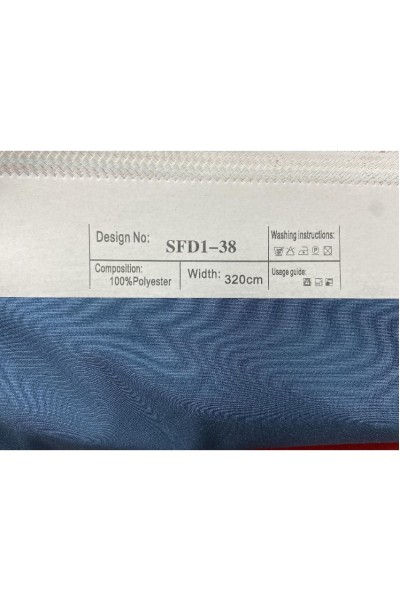 Design No: SFD1-38
Washing instructions:
Composition:
100%Polyester
Width: 320cm
Usage guide: